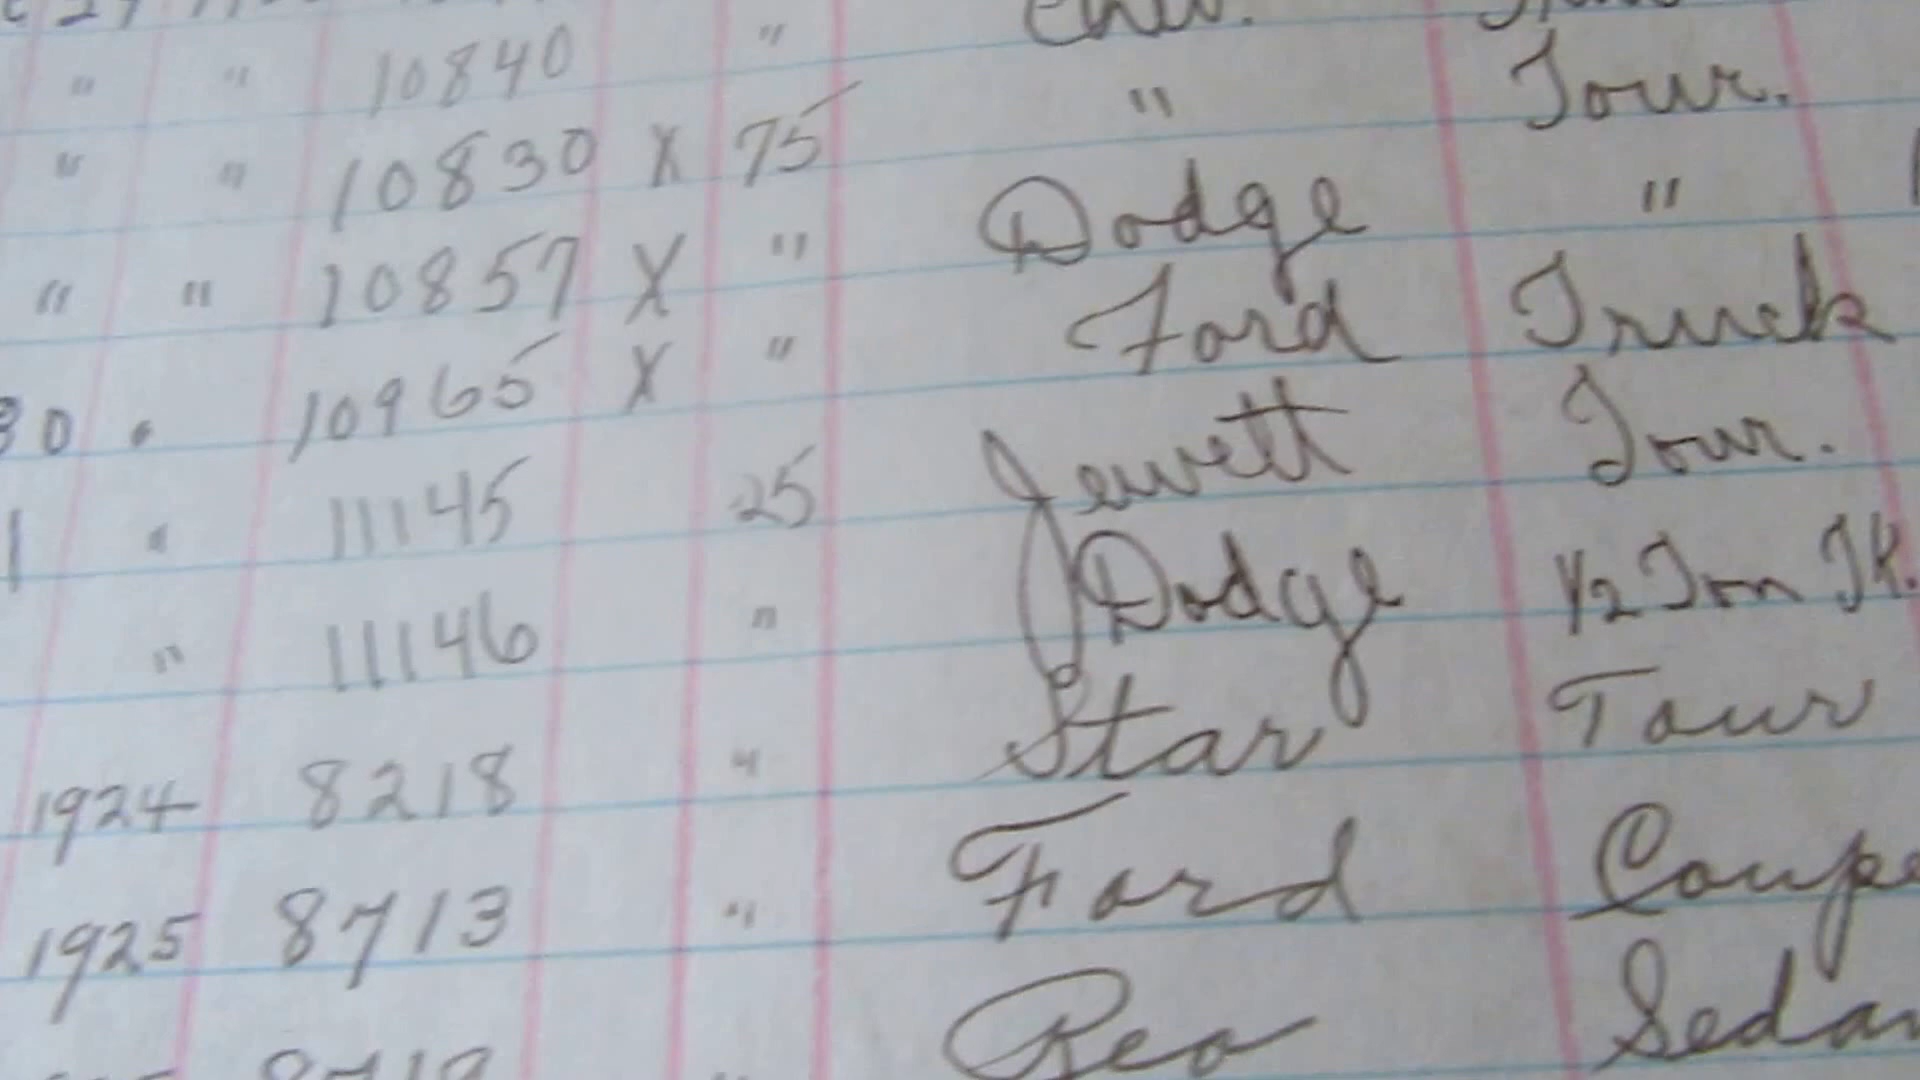 " " 10840 " Chev.
" " 10830 X 75 " Tour.
" " 10857 X " Dodge "
30 " 10965 X " Ford Truck
1 " 11145 25 Jewett Tour.
" 11146 " Dodge 1/2 Ton Tk.
1924 8218 " Star Tour
1925 8713 " Ford Coupe
Reo Sedan